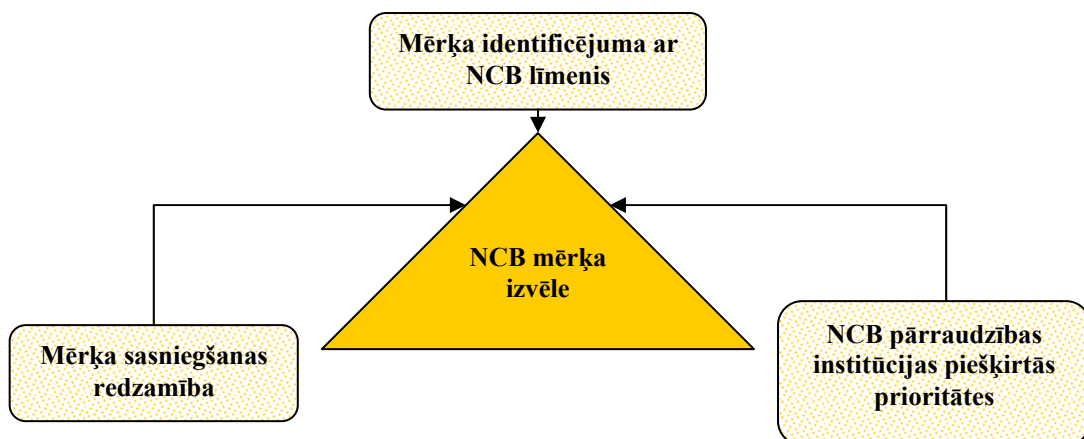 Mērķa identificējuma ar
NCB līmenis
NCB mērķa
izvēle
Mērķa sasniegšanas
redzamība
NCB pārraudzības
institūcijas piešķirtās
prioritātes